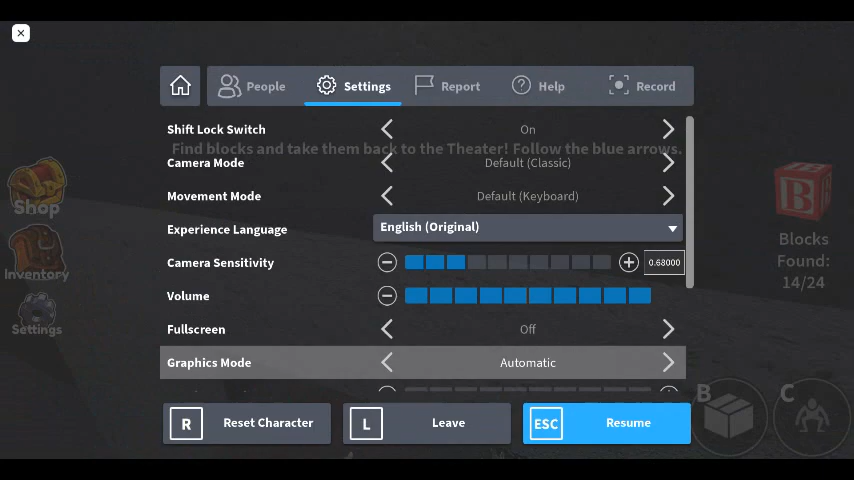 People
Settings
Report
Help
Record
Shift Lock Switch
On
Find blocks and take them back to the Theater! Follow the blue arrows.
Camera Mode
Default (Classic)
Movement Mode
Default (Keyboard)
Experience Language
English (Original)
Camera Sensitivity
0.68000
Volume
Fullscreen
Off
Graphics Mode
Automatic
R
Reset Character
L
Leave
ESC
Resume
Shop
Inventory
Settings
B
Blocks
Found:
14/24
B
C